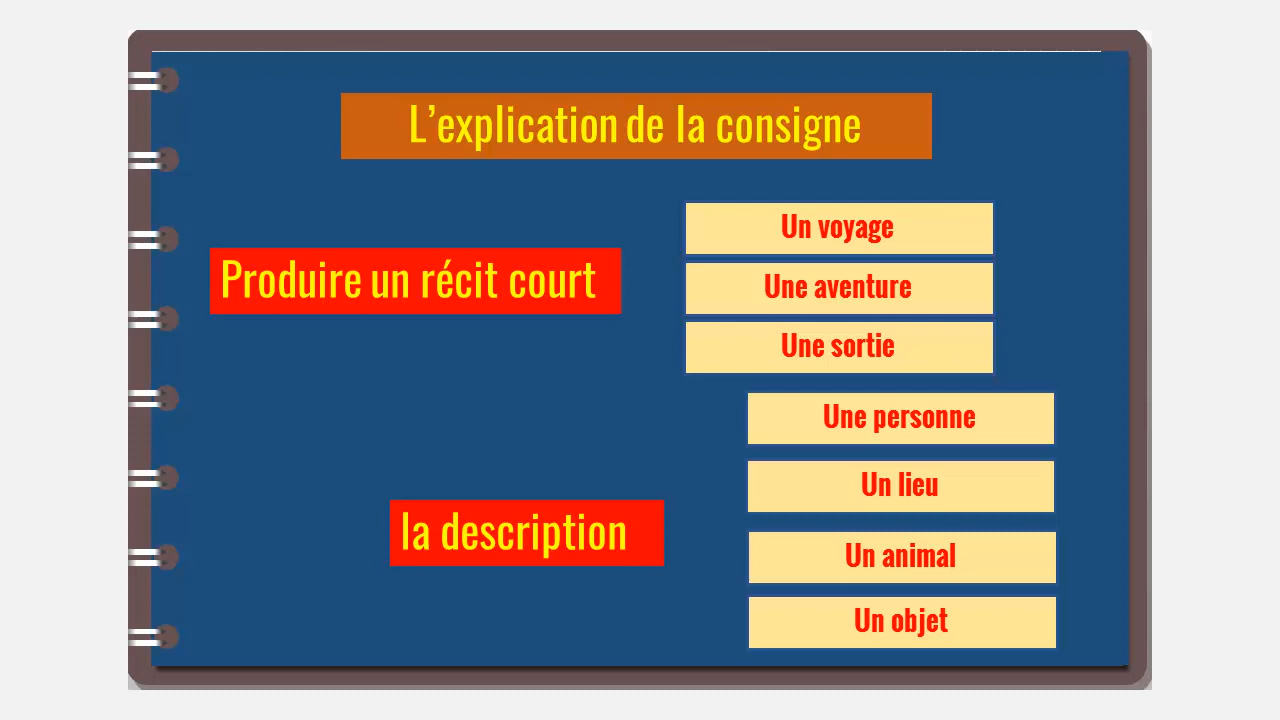 L’explication de la consigne
Produire un récit court
Un voyage
Une aventure
Une sortie
la description
Une personne
Un lieu
Un animal
Un objet